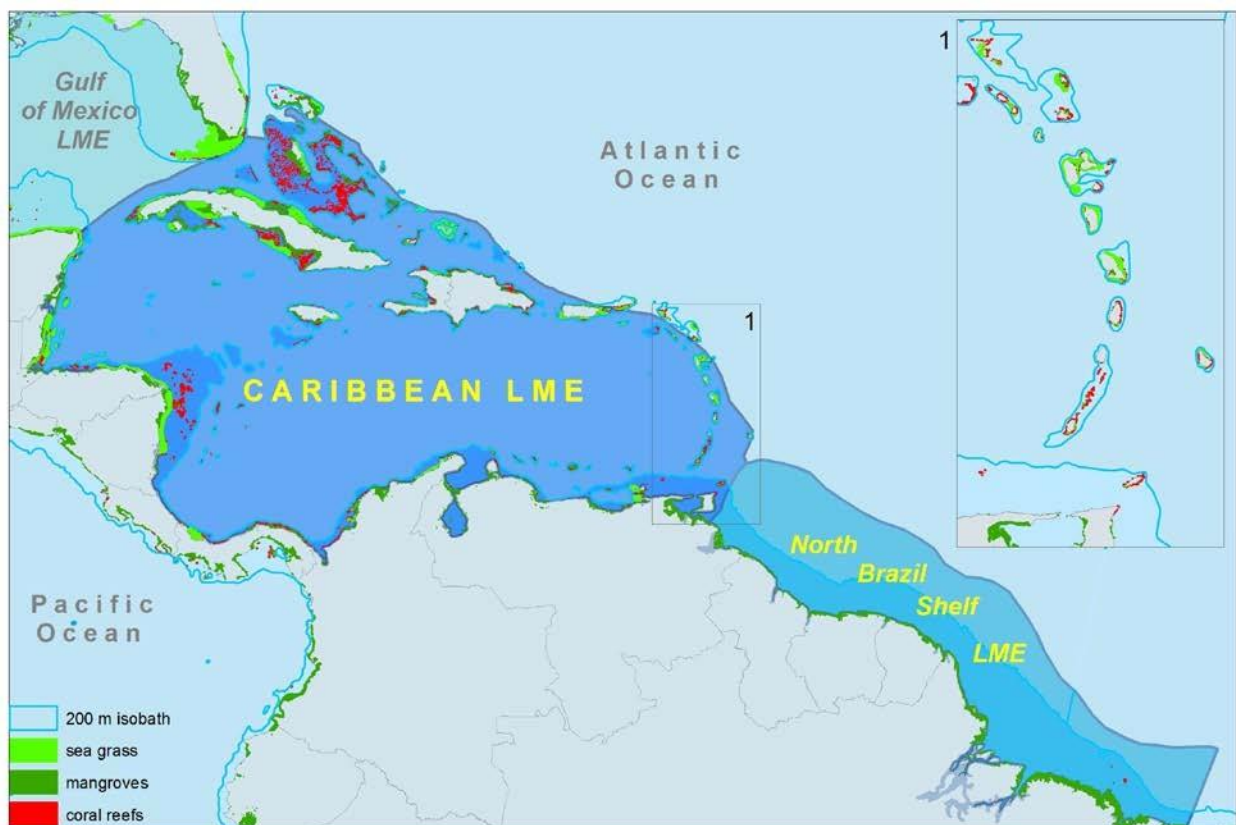 Gulf
of Mexico
LME
Atlantic
Ocean
1
1
CARIBBEAN LME
North
Brazil
Shelf
LME
Pacific
Ocean
200 m isobath
sea grass
mangroves
coral reefs